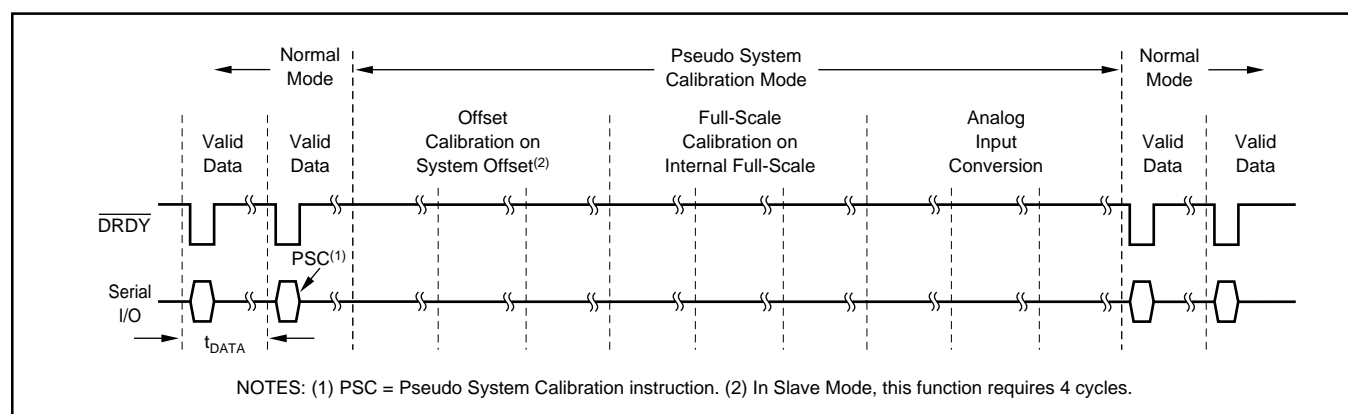 Normal
Mode
Pseudo System
Calibration Mode
Normal
Mode
Valid
Data
Valid
Data
Offset
Calibration on
System Offset(2)
Full-Scale
Calibration on
Internal Full-Scale
Analog
Input
Conversion
Valid
Data
Valid
Data
DRDY
PSC(1)
Serial
I/O
tDATA
NOTES: (1) PSC = Pseudo System Calibration instruction. (2) In Slave Mode, this function requires 4 cycles.